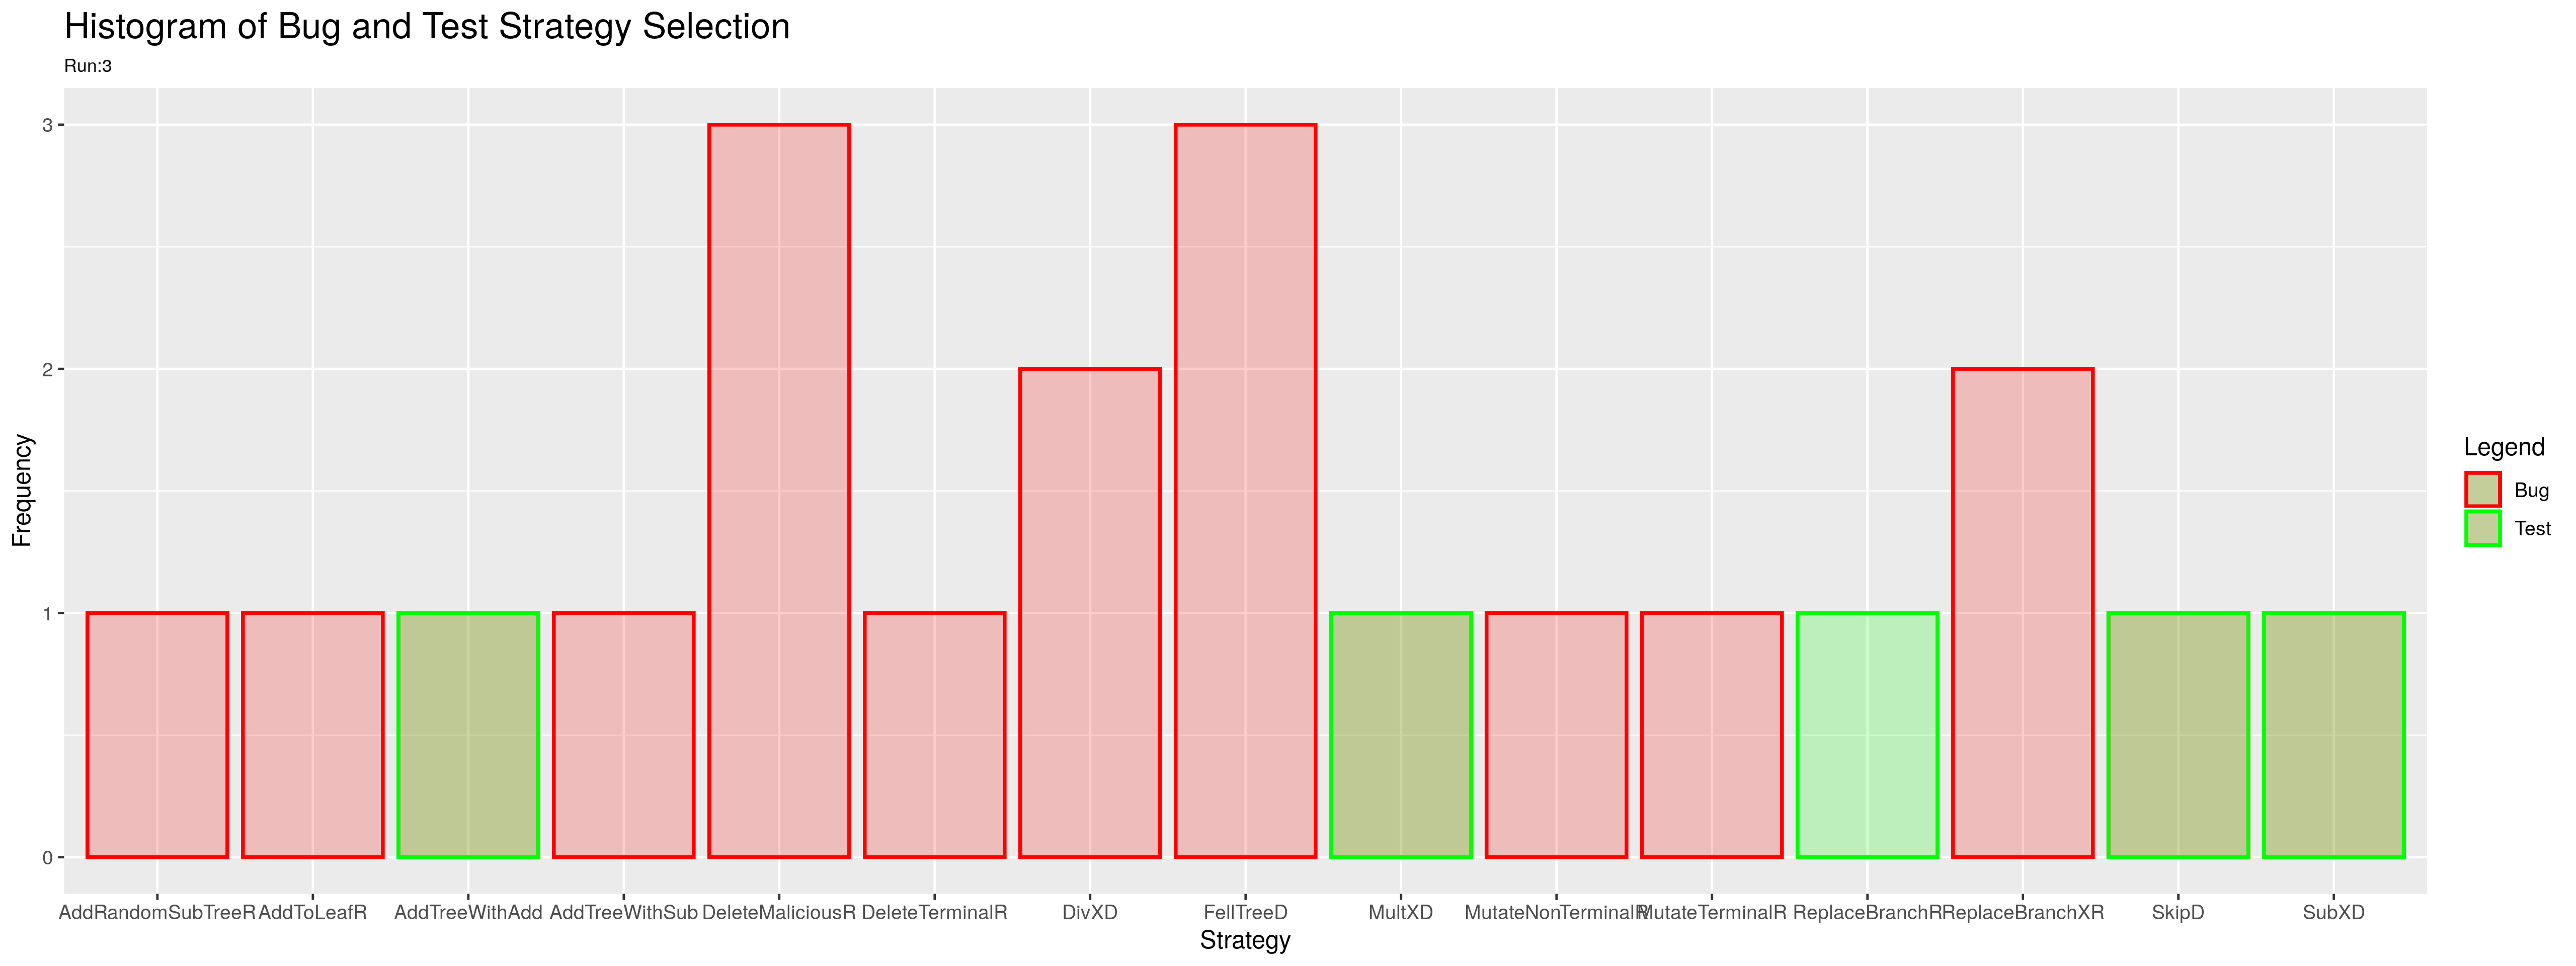 Histogram of Bug and Test Strategy Selection
Run:3
3
2
1
0
Frequency
AddRandomSubTreeR AddToLeafR AddTreeWithAdd AddTreeWithSub DeleteMaliciousR DeleteTerminalR DivXD FellTreeD MultXD MutateNonTerminalR MutateTerminalR ReplaceBranchR ReplaceBranchXR SkipD SubXD
Strategy
Legend
Bug
Test